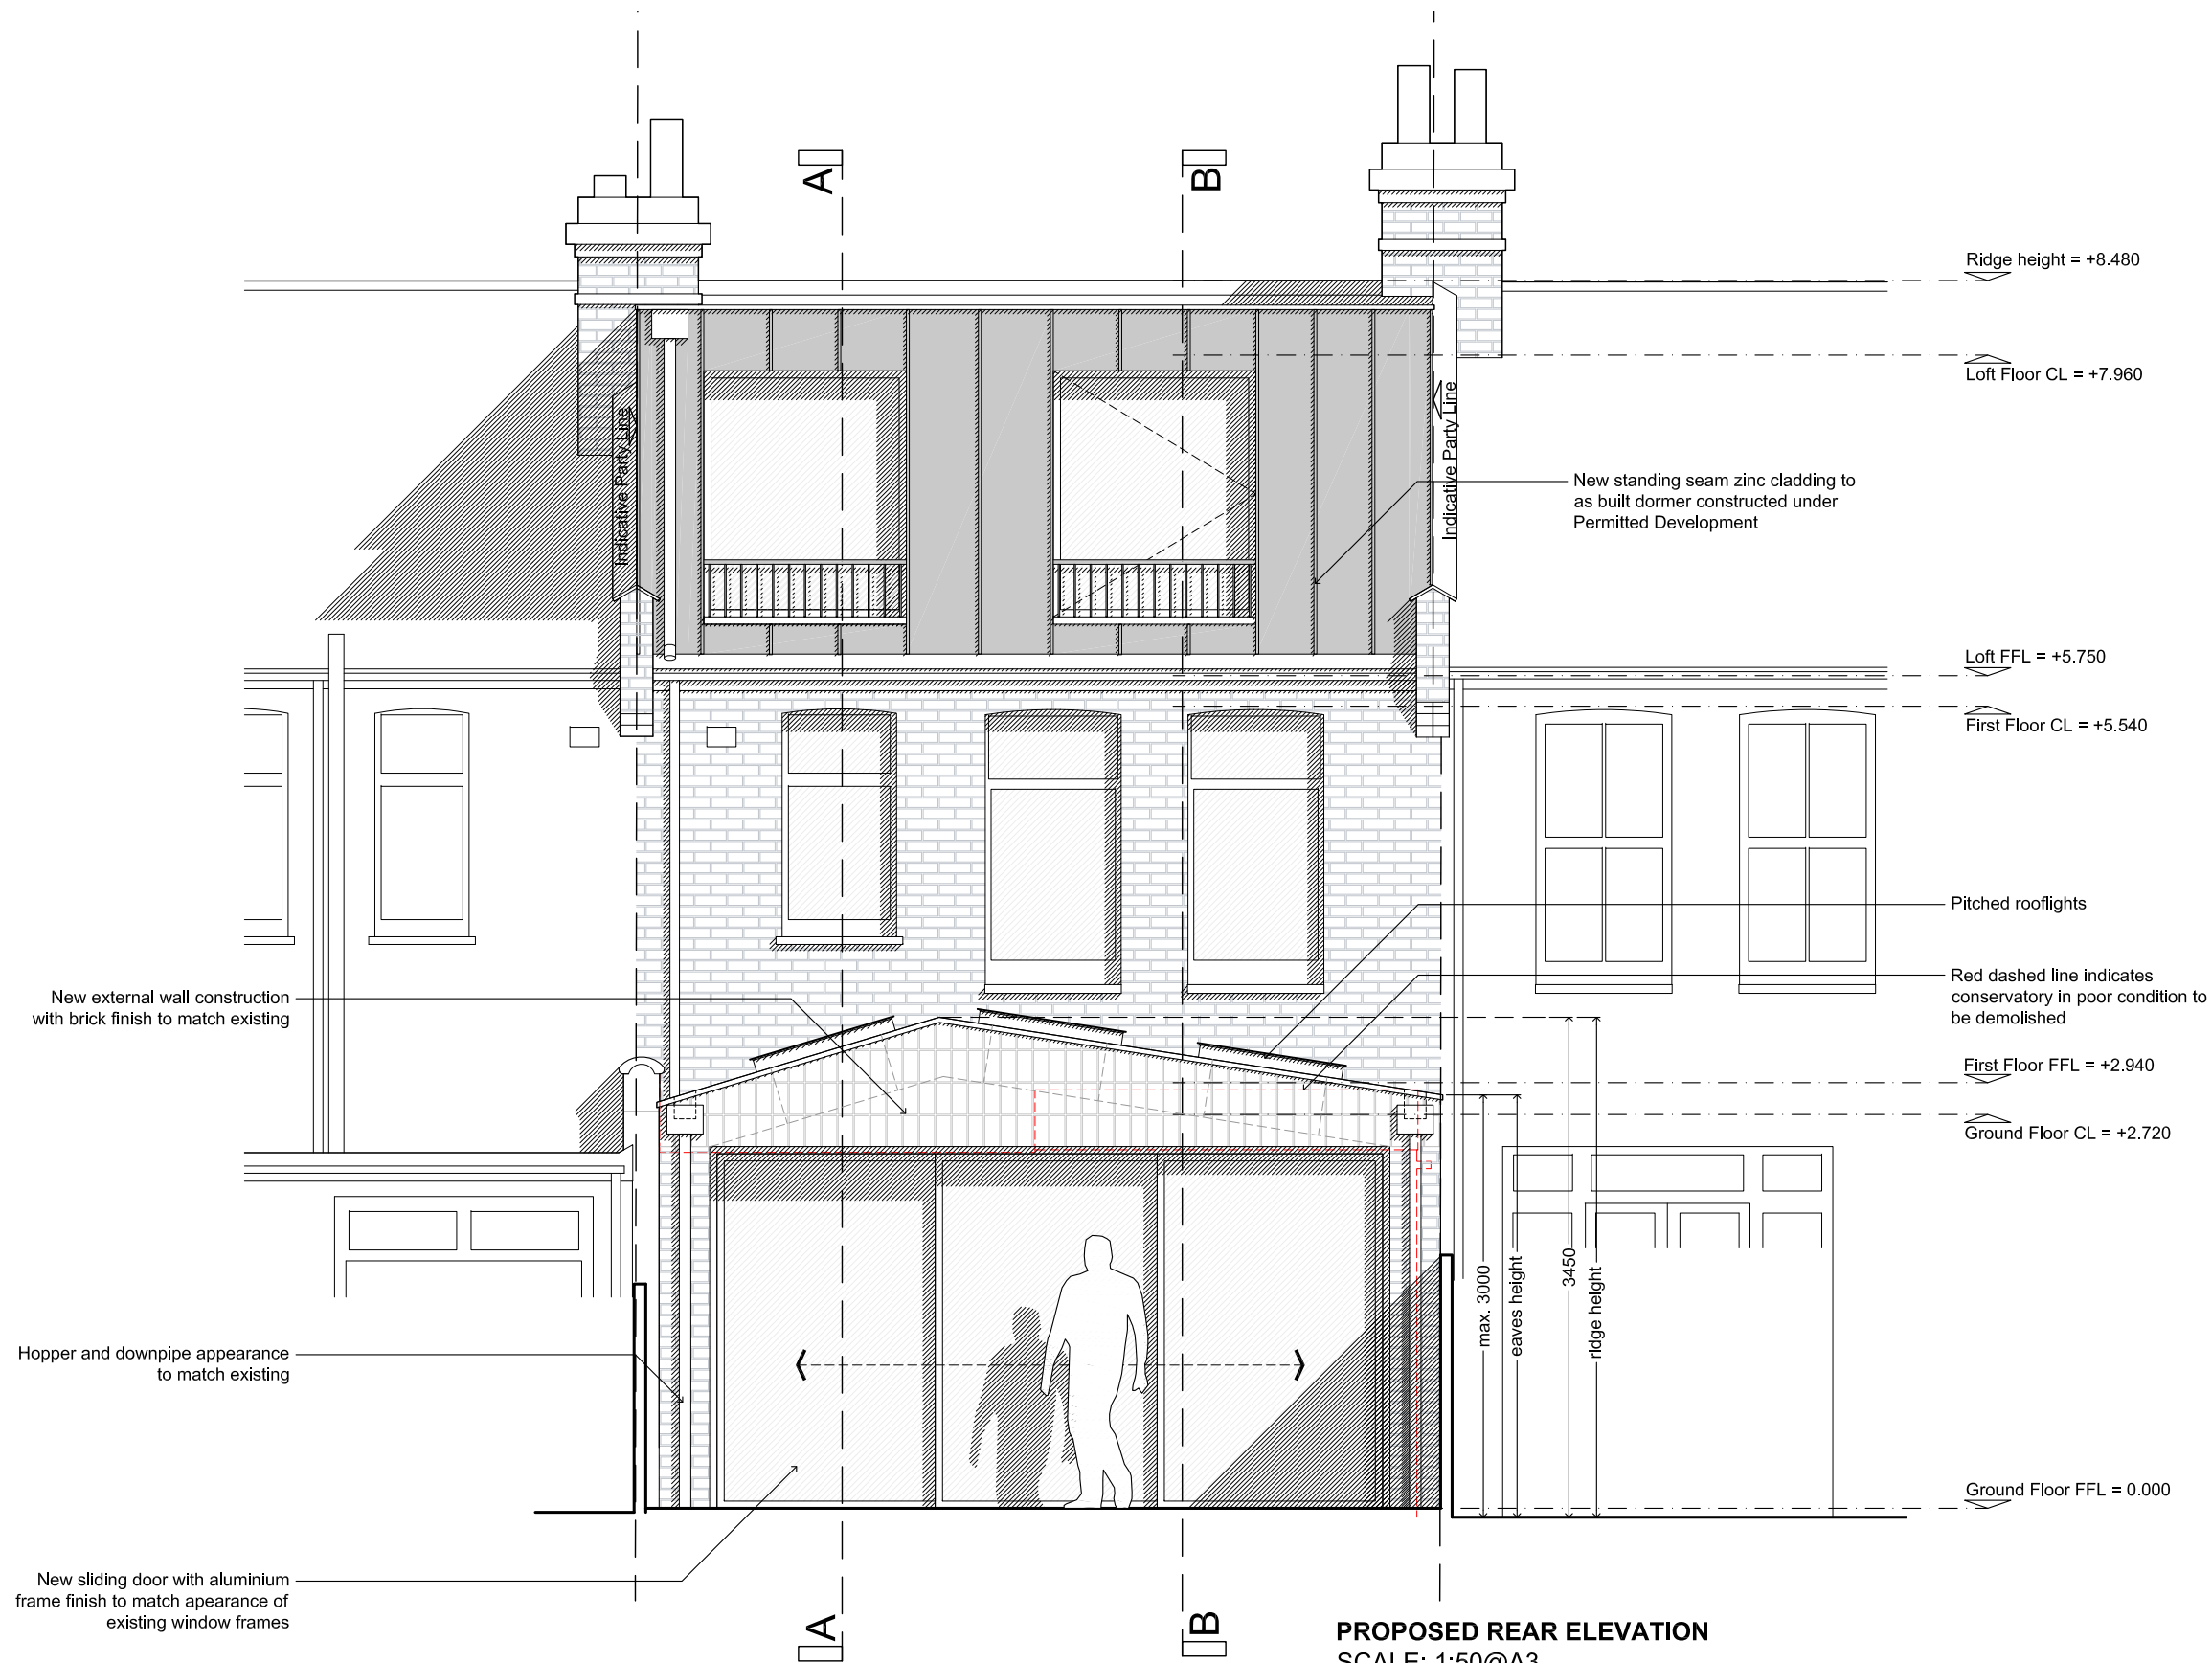 A
B
Ridge height = +8.480
Loft Floor CL = +7.960
Indicative Party Line
Indicative Party Line
New standing seam zinc cladding to
as built dormer constructed under
Permitted Development
Loft FFL = +5.750
First Floor CL = +5.540
Pitched rooflights
Red dashed line indicates
conservatory in poor condition to
be demolished
New external wall construction
with brick finish to match existing
First Floor FFL = +2.940
Ground Floor CL = +2.720
max. 3000
eaves height
3450
ridge height
Hopper and downpipe appearance
to match existing
Ground Floor FFL = 0.000
New sliding door with aluminium
frame finish to match apearance of
existing window frames
A
B
PROPOSED REAR ELEVATION
SCALE: 1:50@A3